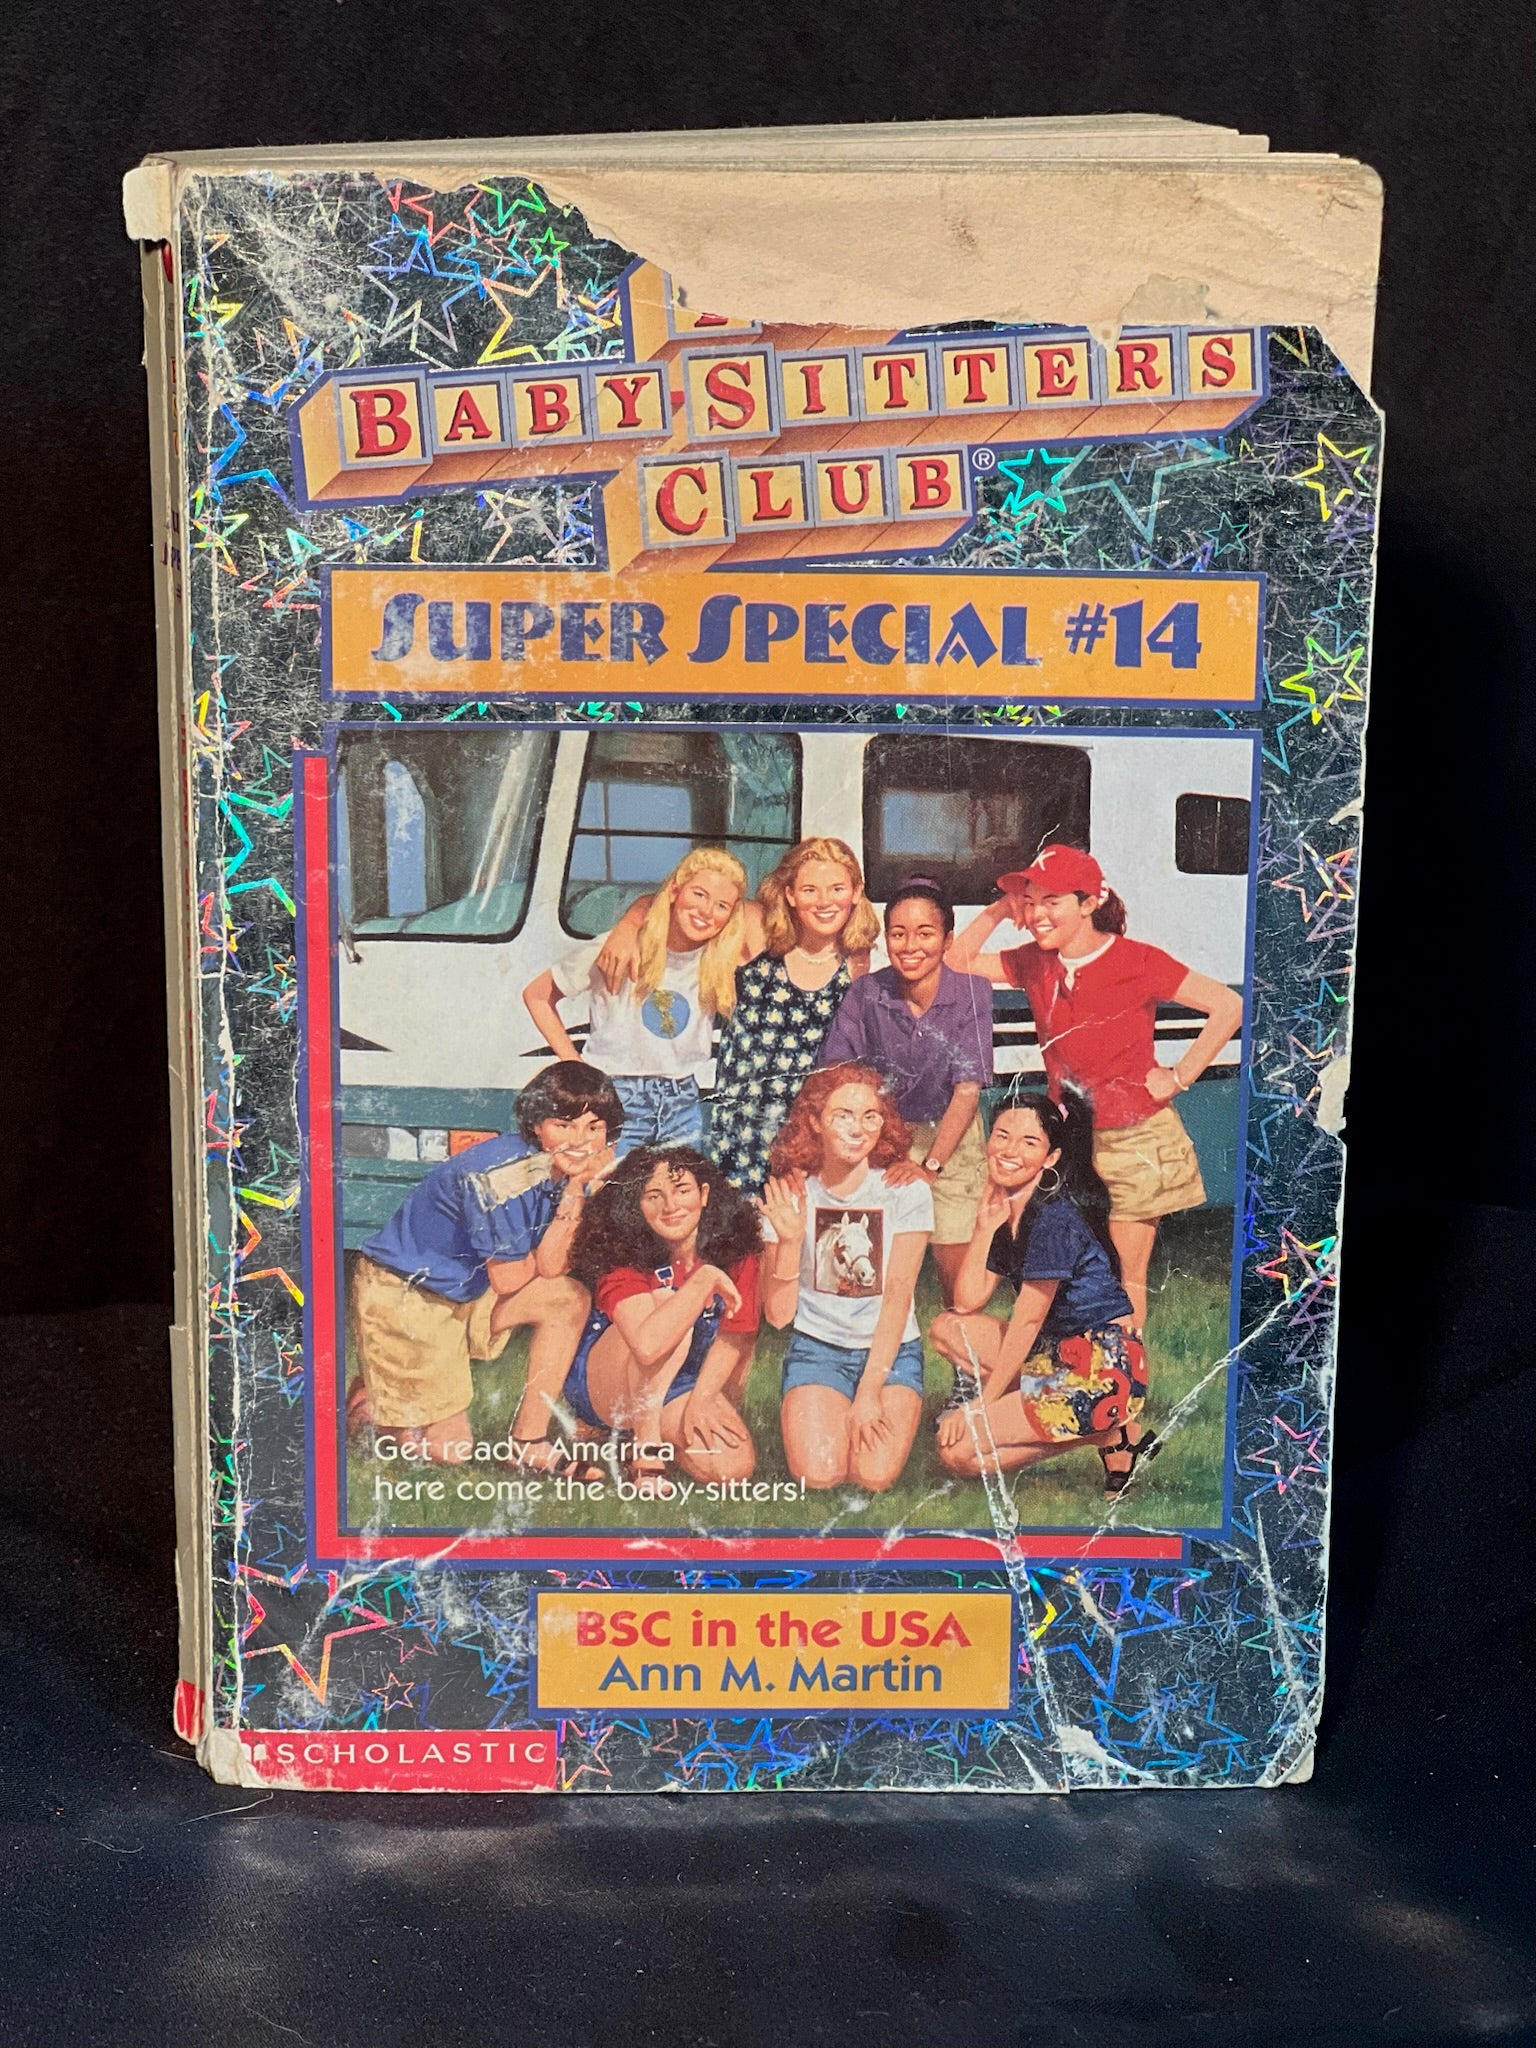 BABY-SITTERS
CLUB®
SUPER SPECIAL #14
K
Get ready, America —
here come the baby-sitters!
BSC in the USA
Ann M. Martin
SCHOLASTIC